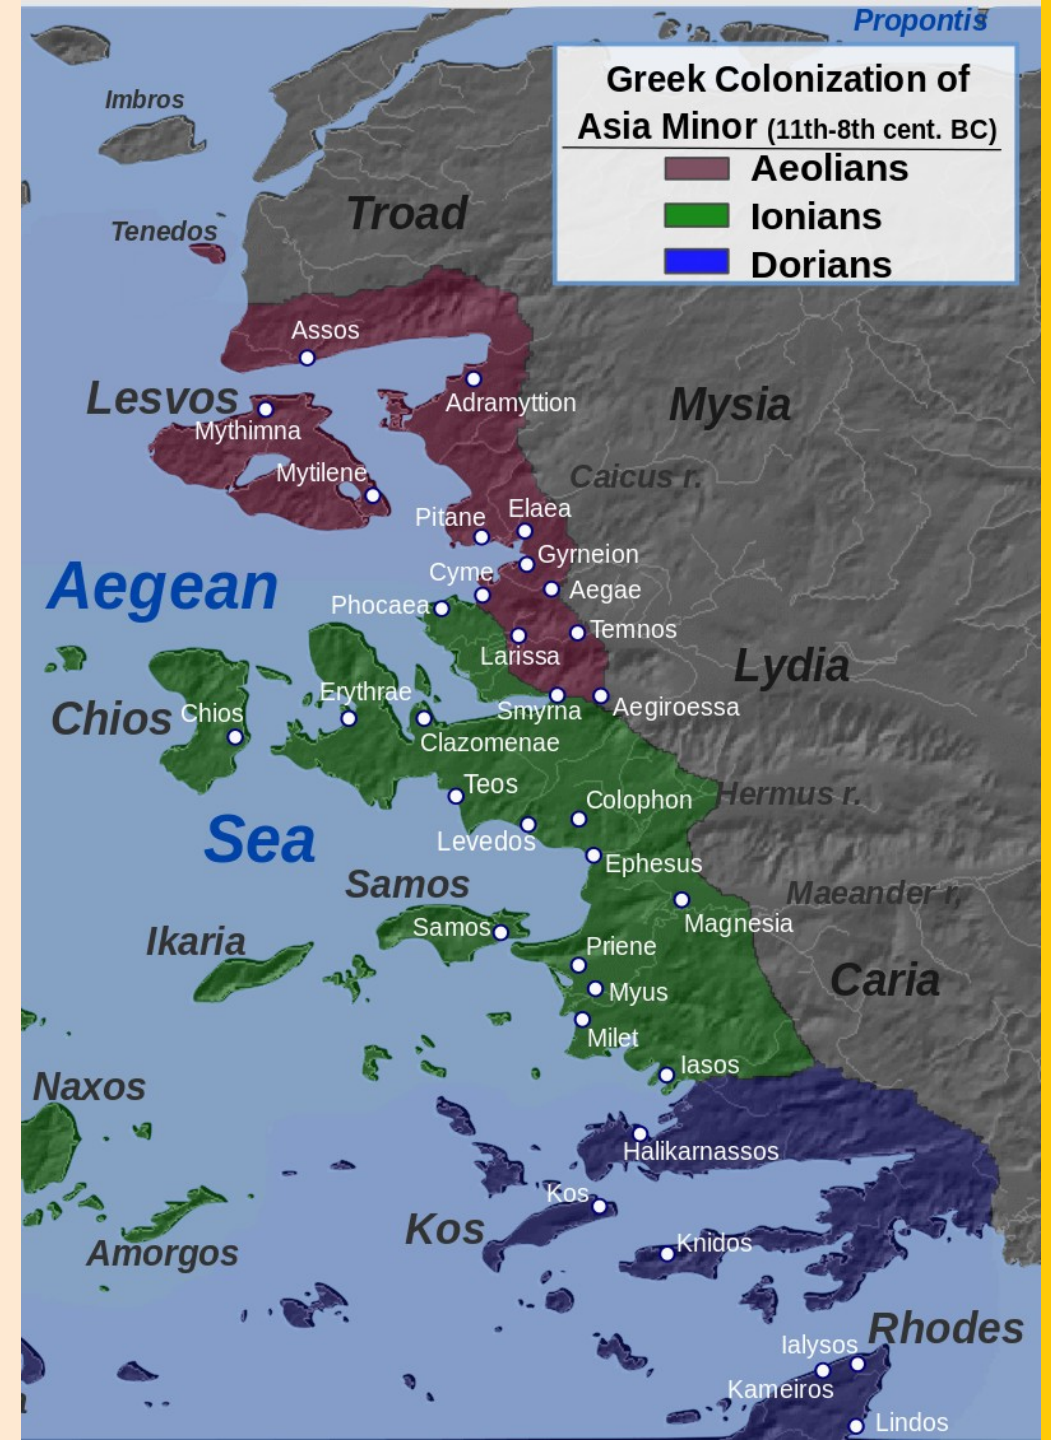 Propontis
Greek Colonization of
Asia Minor (11th-8th cent. BC)
Aeolians
Ionians
Dorians
Imbros
Troad
Tenedos
Assos
Lesvos
Adramyttion
Mysia
Mythimna
Mytilene
Caicus r.
Pitane
Elaea
Gyrneion
Cyme
Aegae
Aegean
Phocaea
Temnos
Larissa
Lydia
Erythrae
Chios
Chios
Smyrna
Aegiroessa
Clazomenae
Teos
Colophon
Hermus r.
Sea
Levedos
Ephesus
Samos
Maeander r,
Samos
Magnesia
Ikaria
Priene
Caria
Myus
Milet
Iasos
Naxos
Halikarnassos
Kos
Kos
Knidos
Amorgos
Rhodes
Ialysos
Kameiros
Lindos